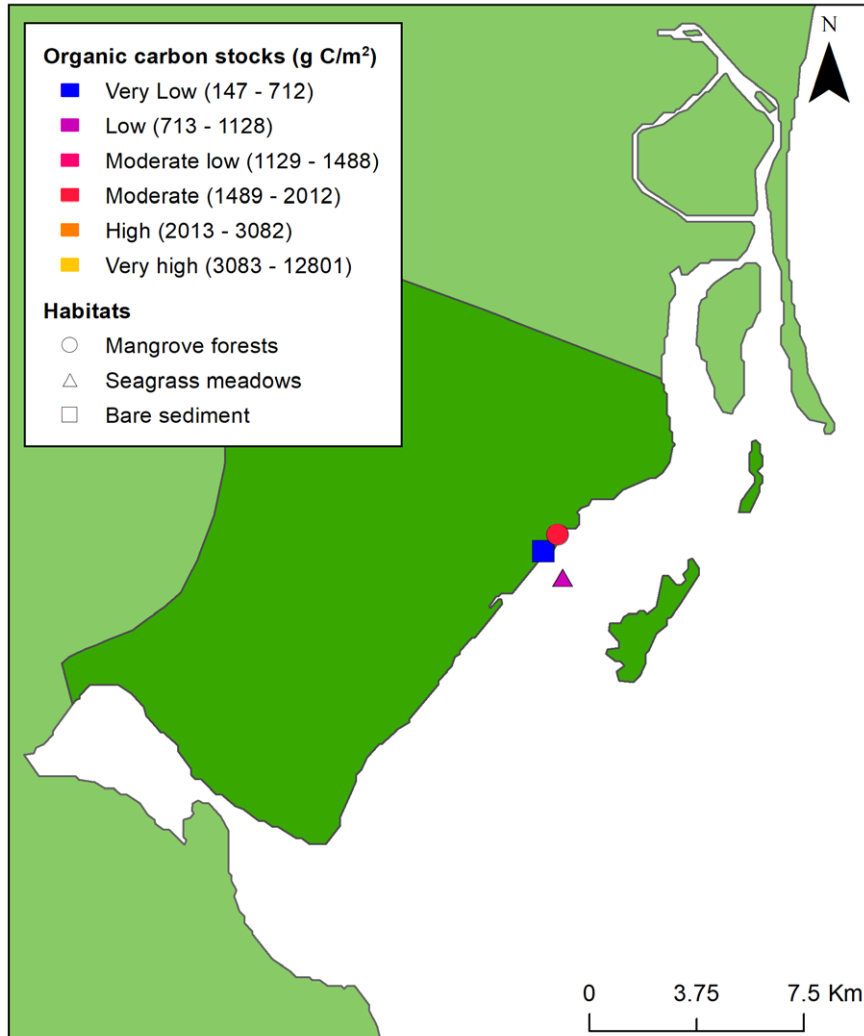 Organic carbon stocks (g C/m²)
Very Low (147 - 712)
Low (713 - 1128)
Moderate low (1129 - 1488)
Moderate (1489 - 2012)
High (2013 - 3082)
Very high (3083 - 12801)
Habitats
Mangrove forests
Seagrass meadows
Bare sediment
N
0 3.75 7.5 Km